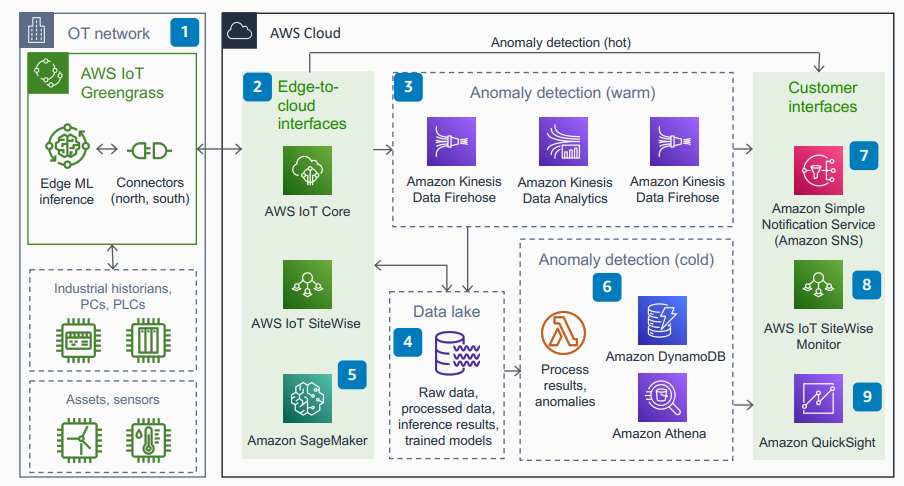 OT network
1
AWS IoT
Greengrass
Edge ML
inference
Connectors
(north, south)
Industrial historians,
PCs, PLCs
Assets, sensors
AWS Cloud
Anomaly detection (hot)
2
Edge-to-
cloud
interfaces
AWS IoT Core
AWS IoT SiteWise
5
Amazon SageMaker
3
Anomaly detection (warm)
Amazon Kinesis
Data Firehose
Amazon Kinesis
Data Analytics
Amazon Kinesis
Data Firehose
Data lake
4
Raw data,
processed data,
inference results,
trained models
Anomaly detection (cold)
6
Process
results,
anomalies
Amazon DynamoDB
Amazon Athena
Customer
interfaces
7
Amazon Simple
Notification Service
(Amazon SNS)
8
AWS IoT SiteWise
Monitor
9
Amazon QuickSight